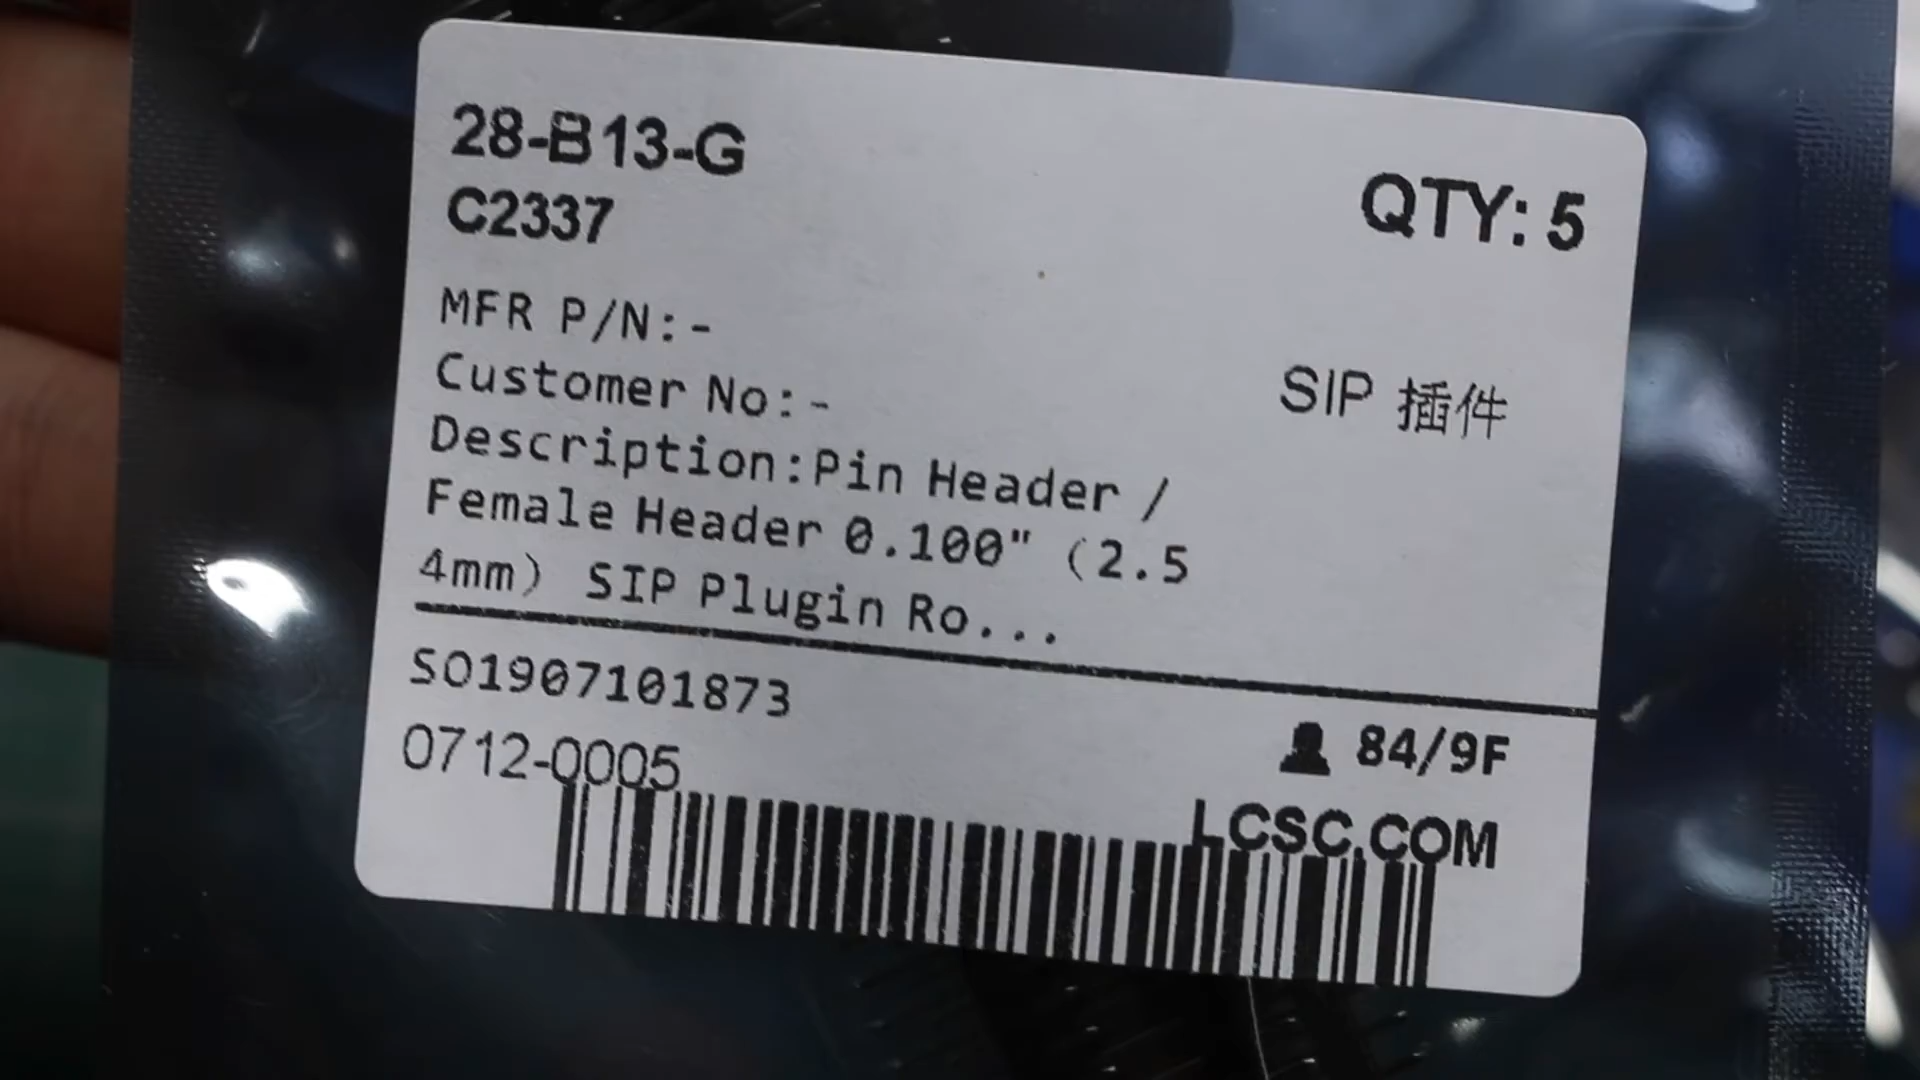 28-B13-G
C2337
QTY: 5
MFR P/N:-
Customer No:-
SIP 插件
Description:Pin Header /
Female Header 0.100" (2.5
4mm) SIP Plugin Ro...
SO1907101873
0712-0005
84/9F
LCSC.COM